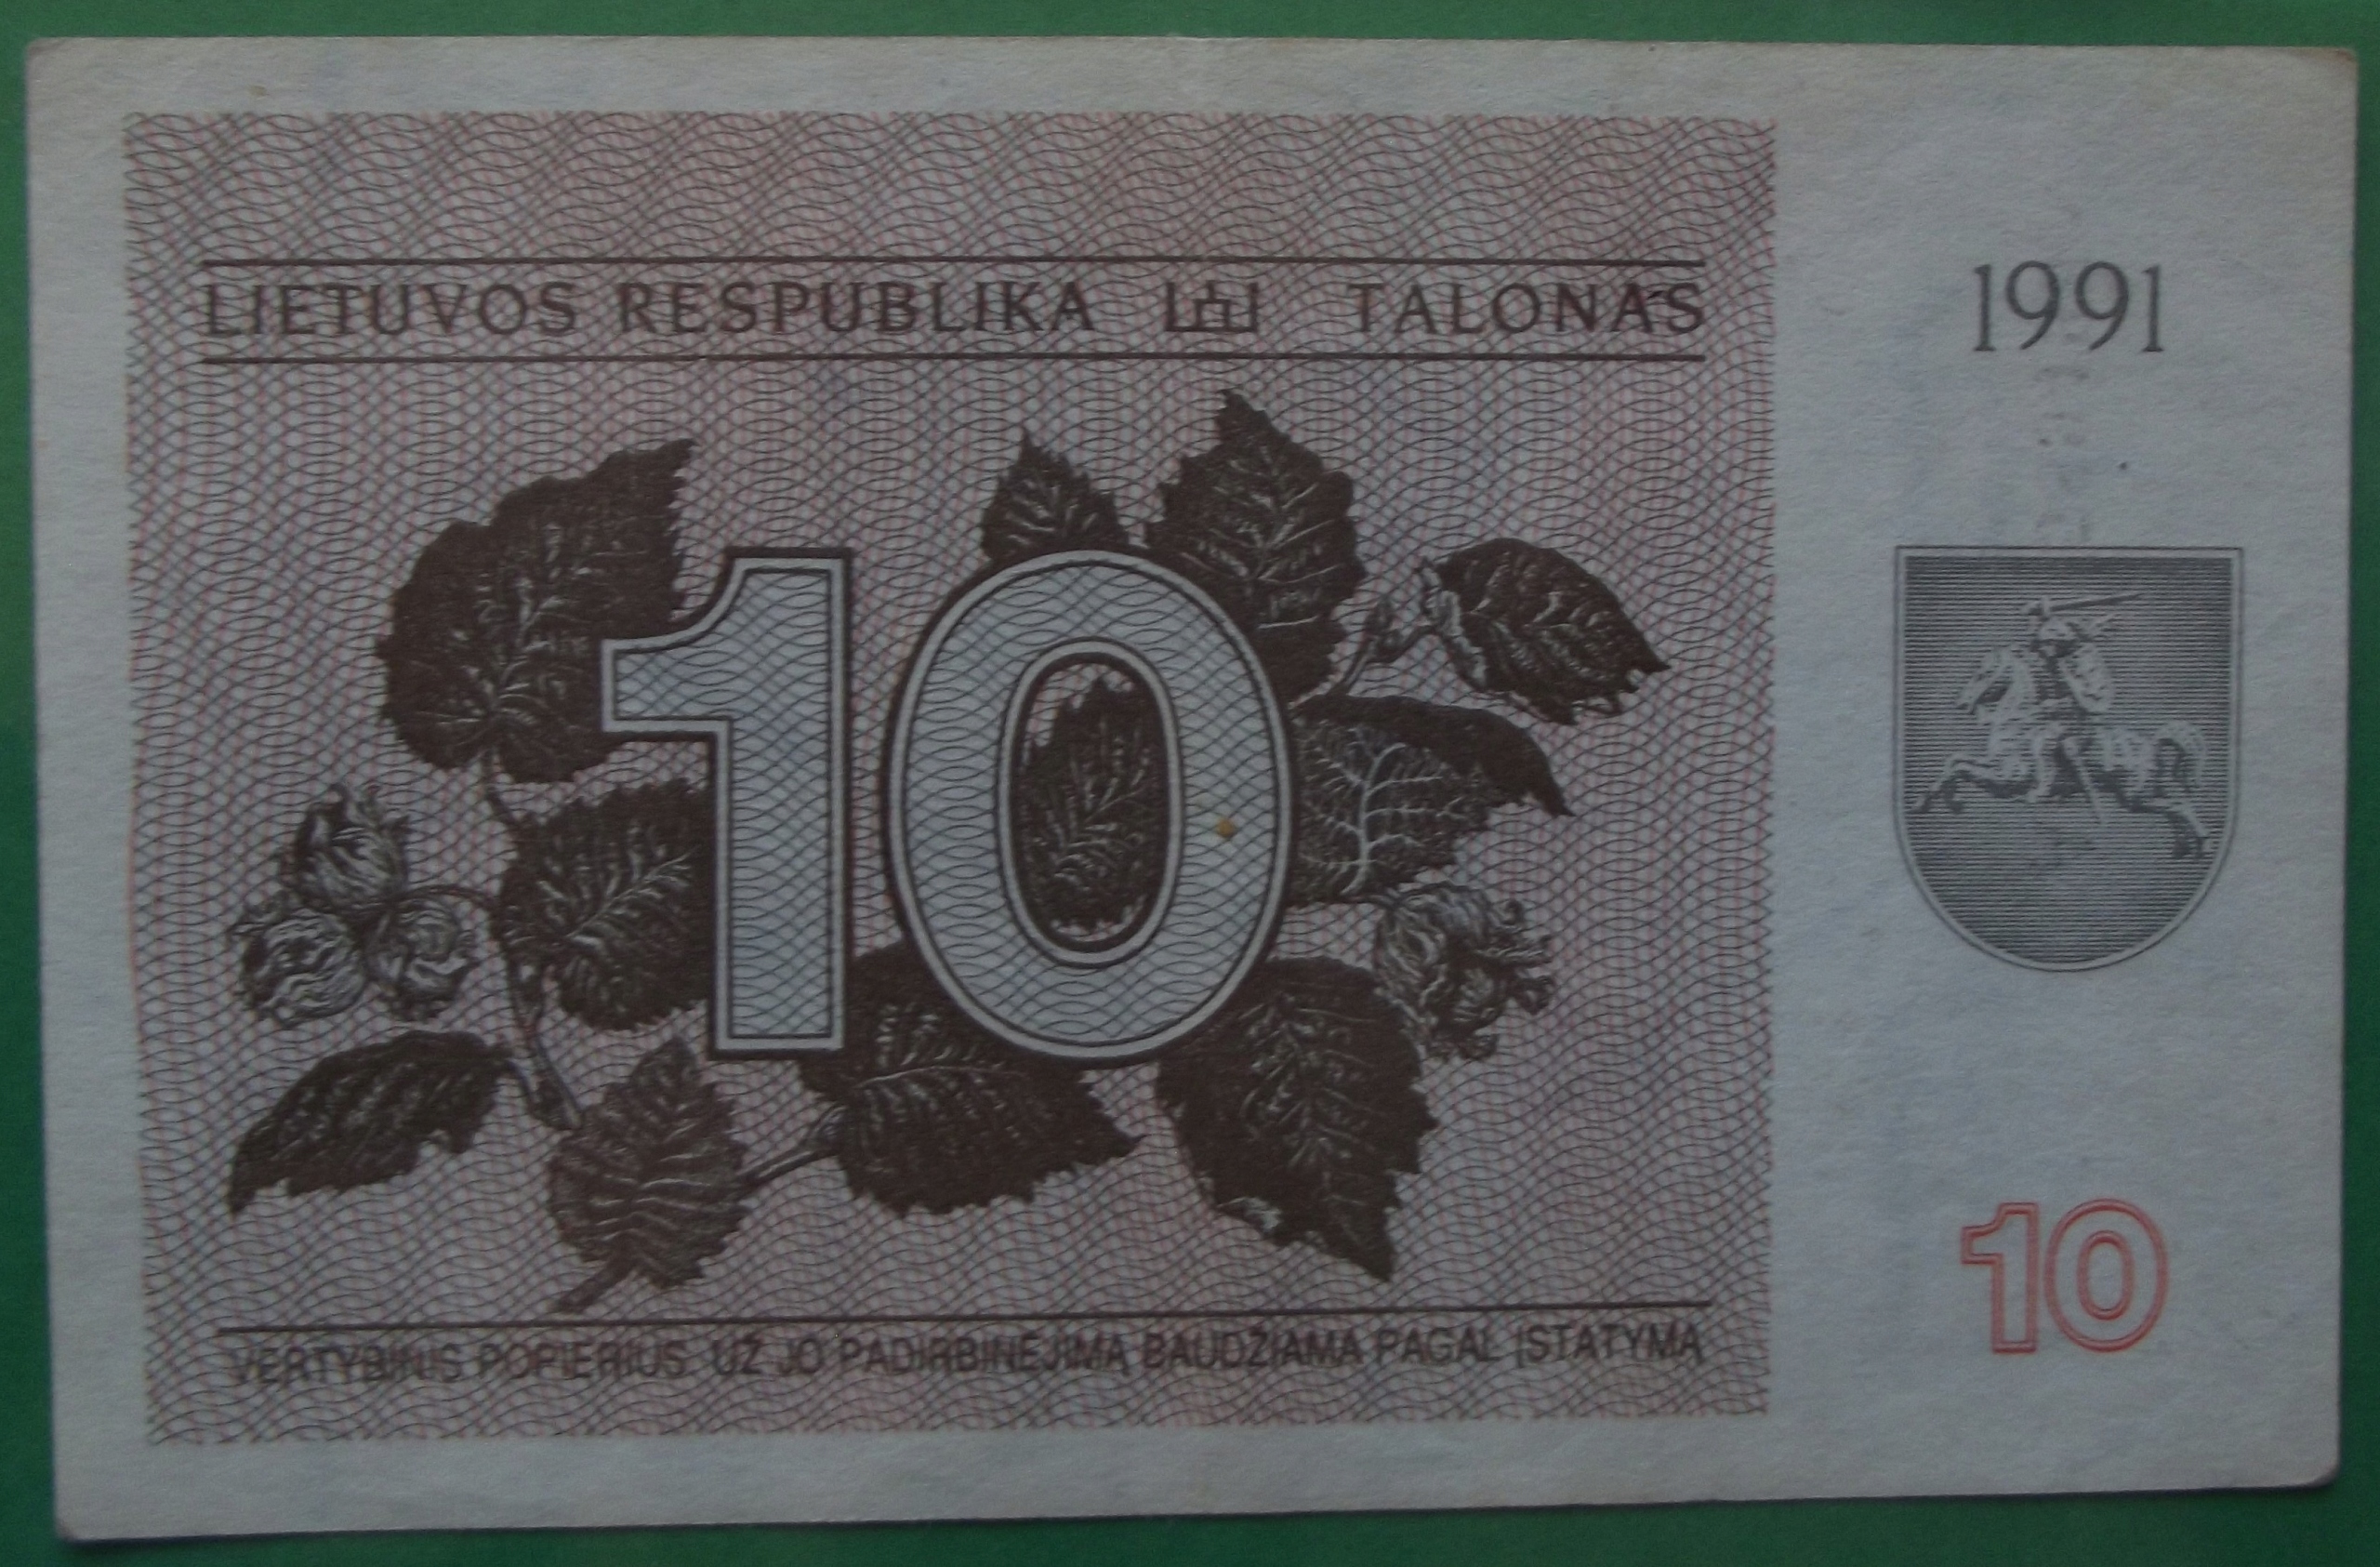 LIETUVOS RESPUBLIKA TALONAS
1991
10
10
VERTYBINIS POPIERIUS UŽ JO PADIRBINĖJIMĄ BAUDŽIAMA PAGAL ĮSTATYMĄ